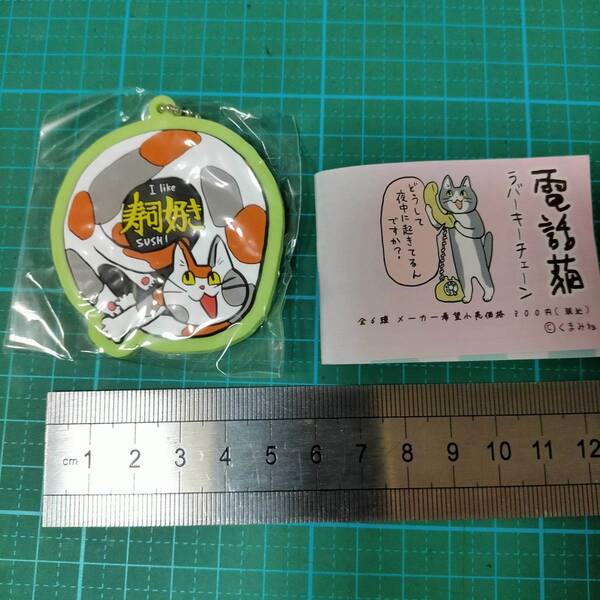 I like
寿司好き
SUSHI
どうして
夜中に起きてるん
ですか？
電話猫
ラバーキーチェーン
全6種 メーカー希望小売価格 300円(税込)
©くまみね
cm 1 2 3 4 5 6 7 8 9 10 11 12